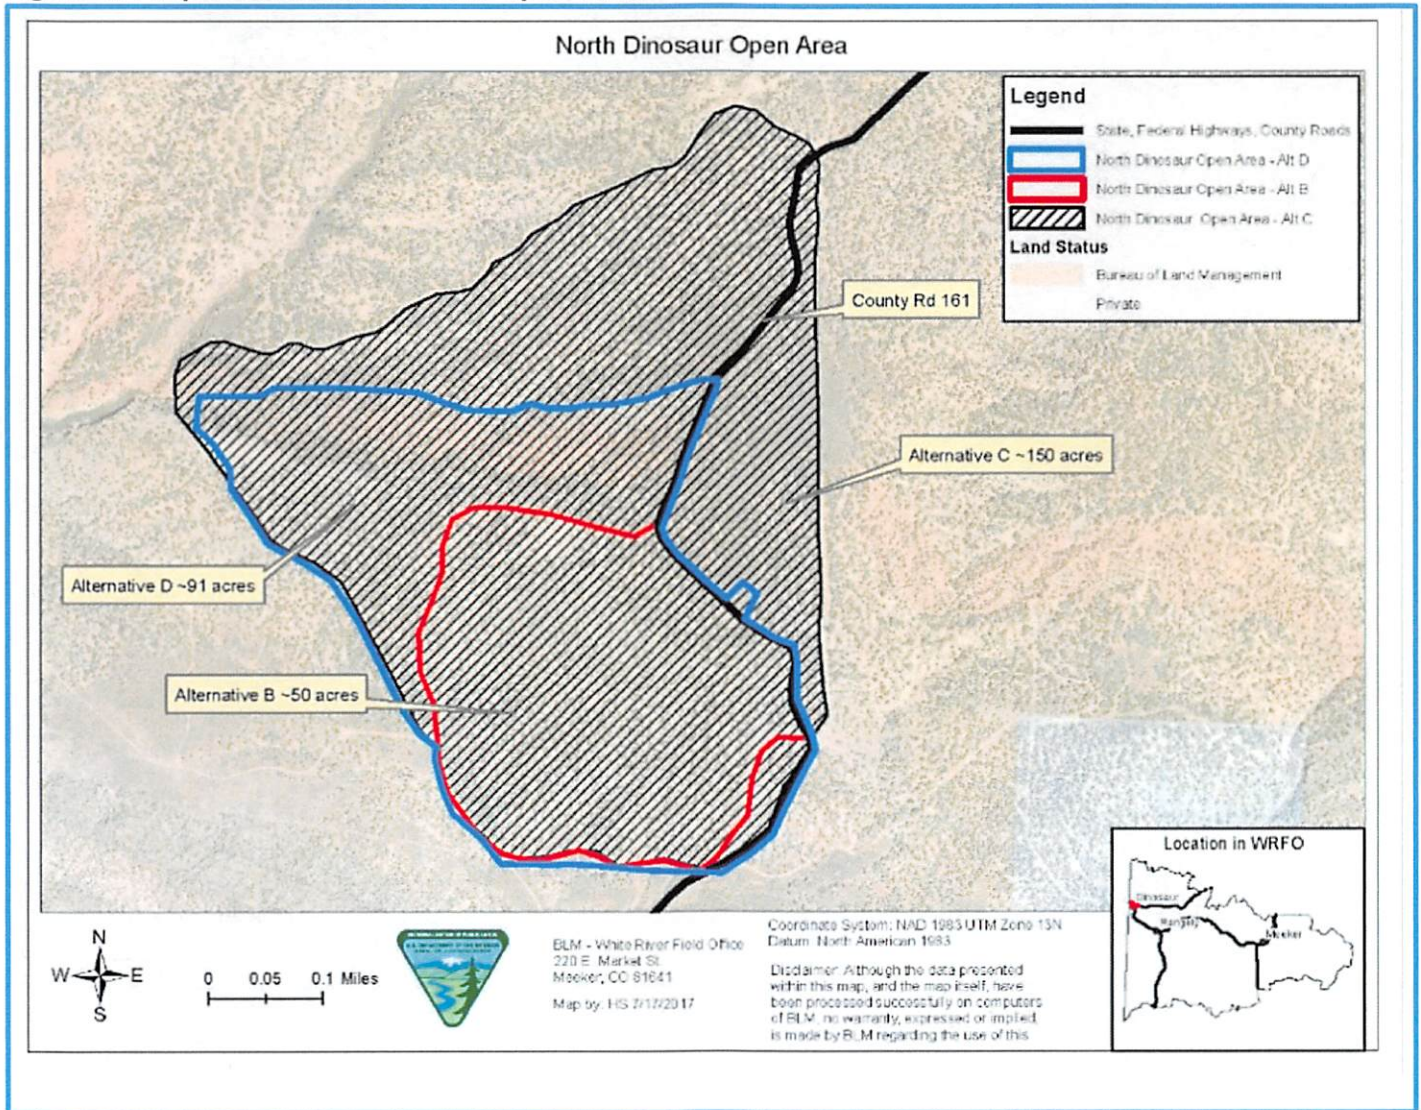 North Dinosaur Open Area
Legend
State, Federal Highways, County Roads
North Dinosaur Open Area - Alt D
North Dinosaur Open Area - Alt B
North Dinosaur Open Area - Alt C
Land Status
Bureau of Land Management
Private
County Rd 161
Alternative C ~150 acres
Alternative D ~91 acres
Alternative B ~50 acres
Location in WRFO
Dinosaur
Rangely
Meeker
N
W E
S
0 0.05 0.1 Miles
BLM - White River Field Office
220 E. Market St.
Meeker, CO 81641
Map by: HS
Coordinate System: NAD 1983 UTM Zone 13N
Datum: North American 1983
Disclaimer: Although the data presented
within this map, and the map itself, have
been processed successfully on computers
of BLM, no warranty, expressed or implied,
is made by BLM regarding the use of this